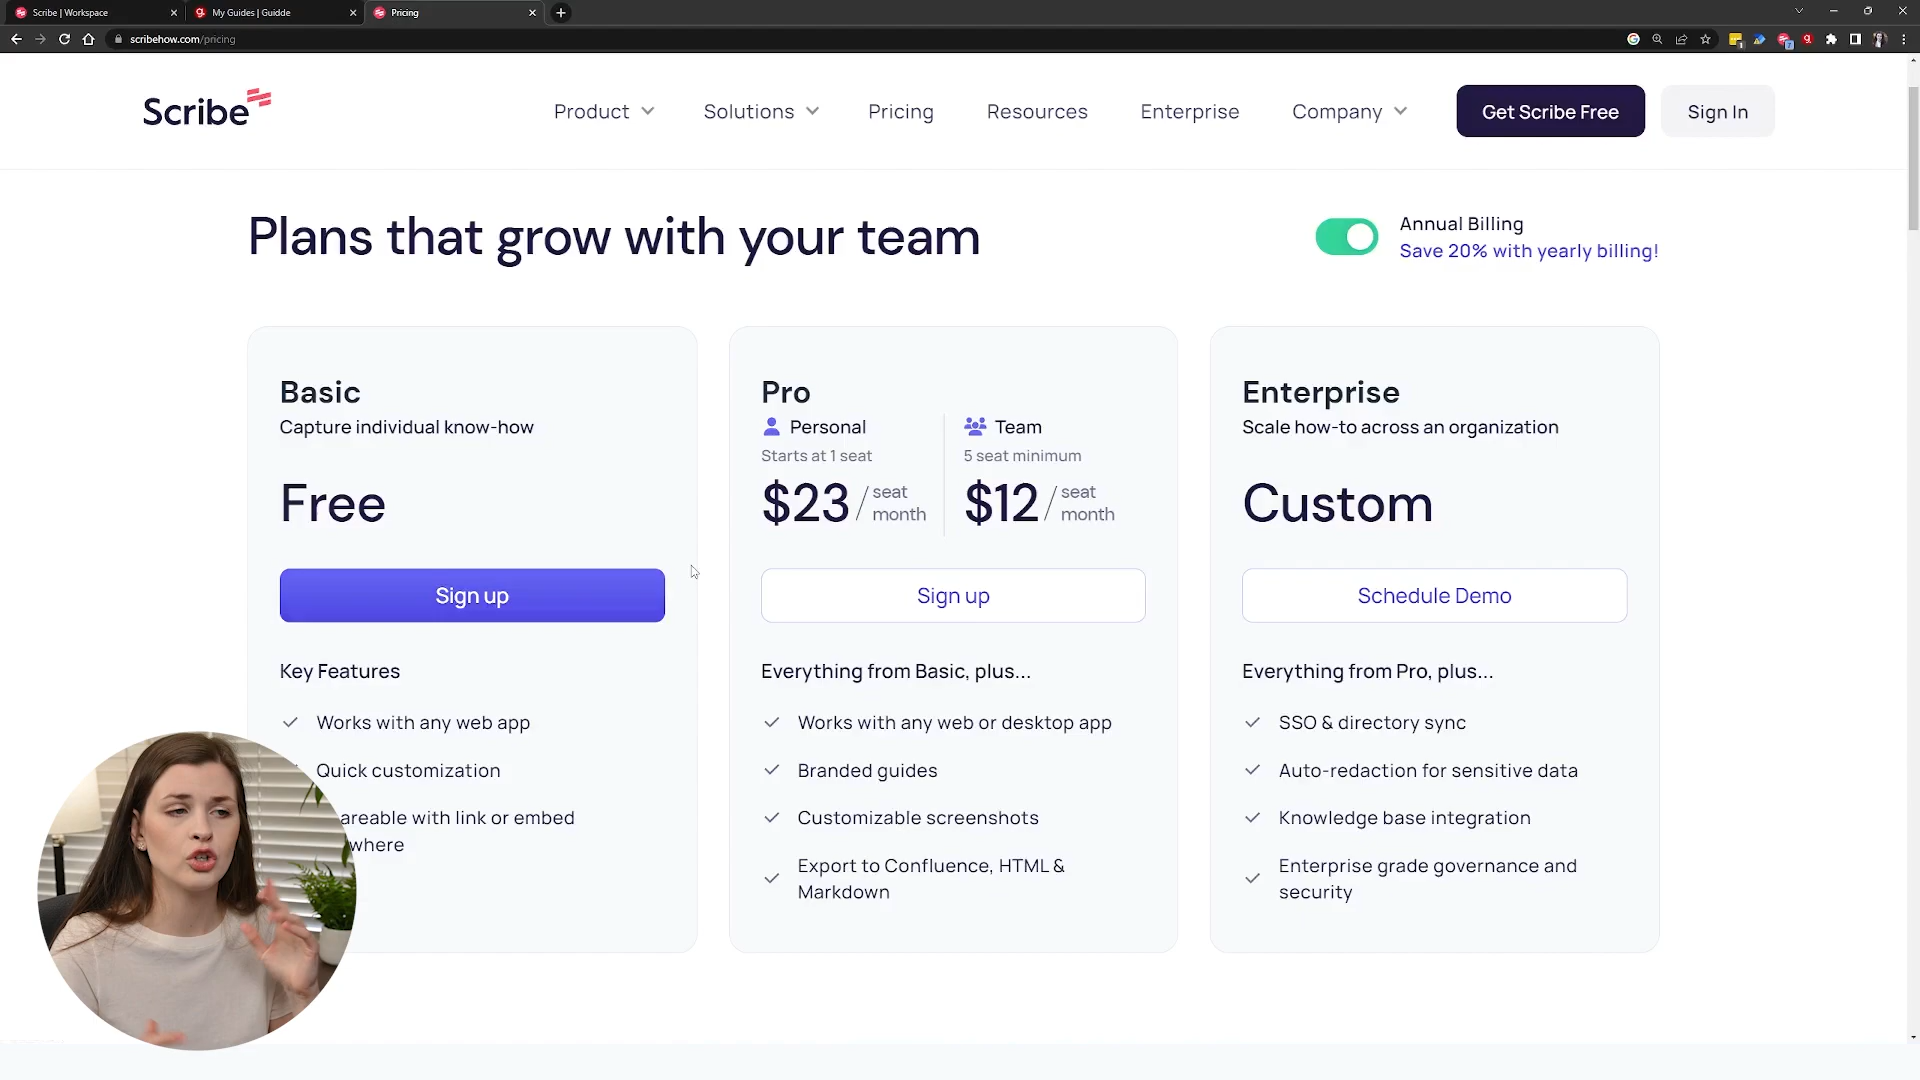 Scribe | Workspace
My Guides | Guidde
Pricing
scribehow.com/pricing
Scribe
Product
Solutions
Pricing
Resources
Enterprise
Company
Get Scribe Free
Sign In
Plans that grow with your team
Annual Billing
Save 20% with yearly billing!
Basic
Capture individual know-how
Free
Sign up
Key Features
Works with any web app
Quick customization
areable with link or embed
where
Pro
Personal
Starts at 1 seat
$23 / seat
month
Team
5 seat minimum
$12 / seat
month
Sign up
Everything from Basic, plus...
Works with any web or desktop app
Branded guides
Customizable screenshots
Export to Confluence, HTML &
Markdown
Enterprise
Scale how-to across an organization
Custom
Schedule Demo
Everything from Pro, plus...
SSO & directory sync
Auto-redaction for sensitive data
Knowledge base integration
Enterprise grade governance and
security